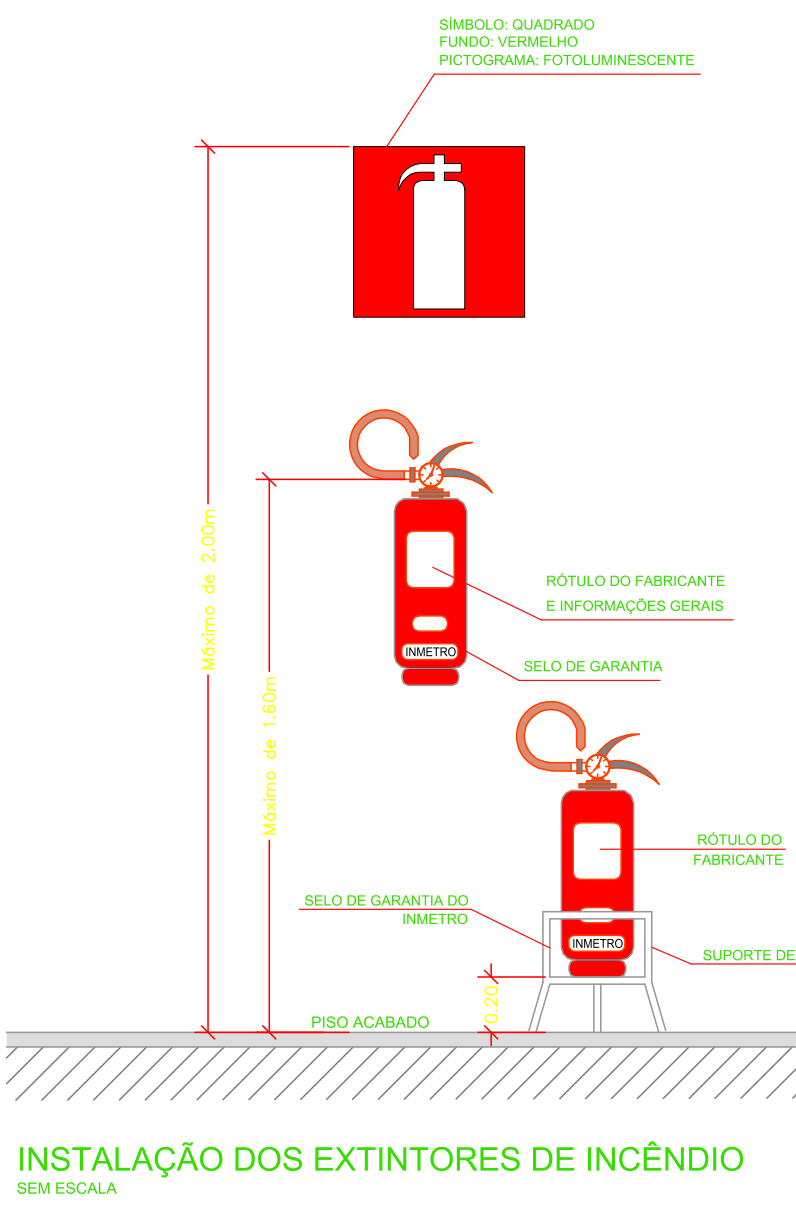 SÍMBOLO: QUADRADO
FUNDO: VERMELHO
PICTOGRAMA: FOTOLUMINESCENTE
Máximo de 2.00m
Máximo de 1.60m
RÓTULO DO FABRICANTE
E INFORMAÇÕES GERAIS
INMETRO
SELO DE GARANTIA
RÓTULO DO
FABRICANTE
SELO DE GARANTIA DO
INMETRO
INMETRO
SUPORTE DE
0.20
PISO ACABADO
INSTALAÇÃO DOS EXTINTORES DE INCÊNDIO
SEM ESCALA